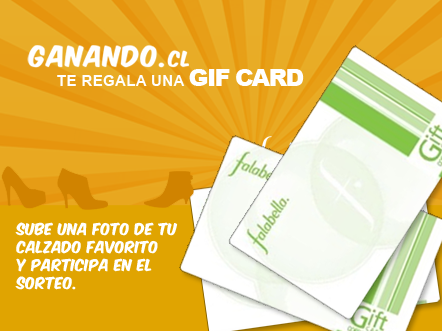 GANANDO.CL
TE REGALA UNA GIF CARD
Gift
falabella.
falabella.
SUBE UNA FOTO DE TU
CALZADO FAVORITO
Y PARTICIPA EN EL
SORTEO.
Gift